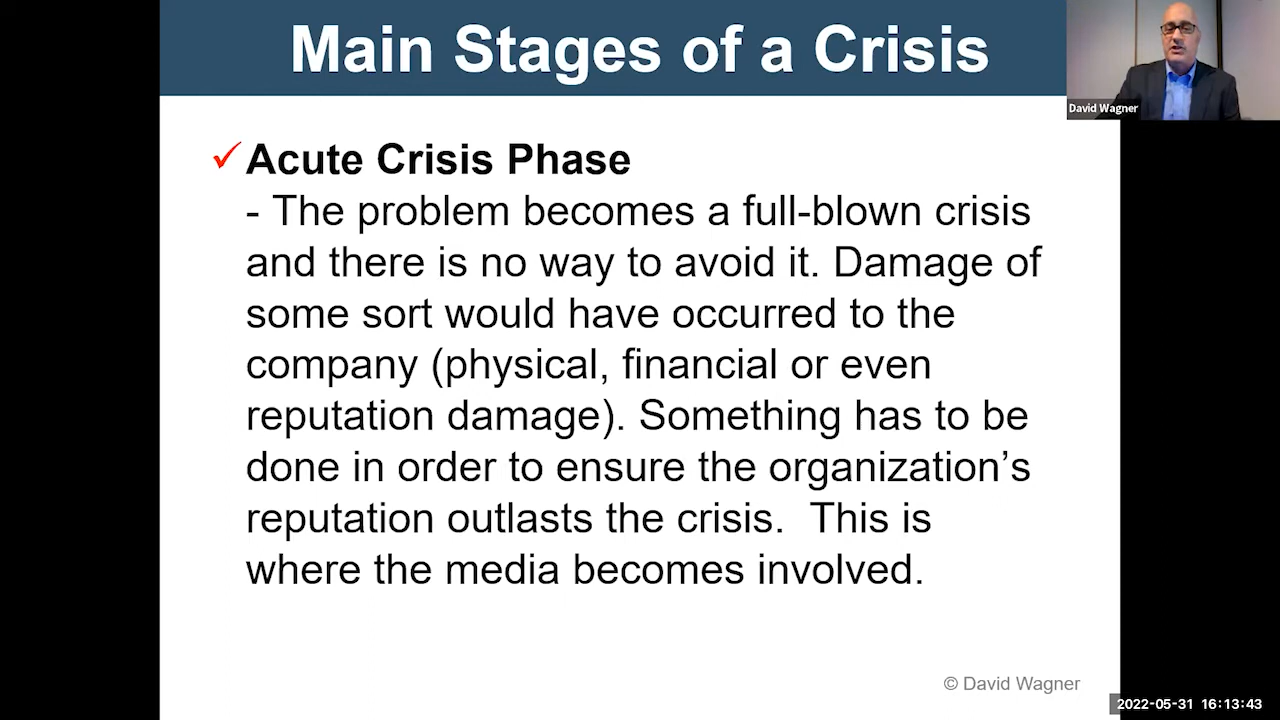 Main Stages of a Crisis
David Wagner
✓Acute Crisis Phase
- The problem becomes a full-blown crisis
and there is no way to avoid it. Damage of
some sort would have occurred to the
company (physical, financial or even
reputation damage). Something has to be
done in order to ensure the organization’s
reputation outlasts the crisis.  This is
where the media becomes involved.
© David Wagner
2022-05-31 16:13:43